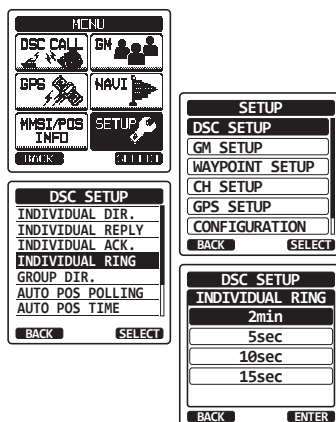 MENU
DSC CALL GM
GPS NAVI
MMSI/POS SETUP
INFO
BACK SELECT
SETUP
DSC SETUP
GM SETUP
WAYPOINT SETUP
CH SETUP
GPS SETUP
CONFIGURATION
BACK SELECT
DSC SETUP
INDIVIDUAL DIR.
INDIVIDUAL REPLY
INDIVIDUAL ACK.
INDIVIDUAL RING
GROUP DIR.
AUTO POS POLLING
AUTO POS TIME
BACK SELECT
DSC SETUP
INDIVIDUAL RING
2min
5sec
10sec
15sec
BACK ENTER